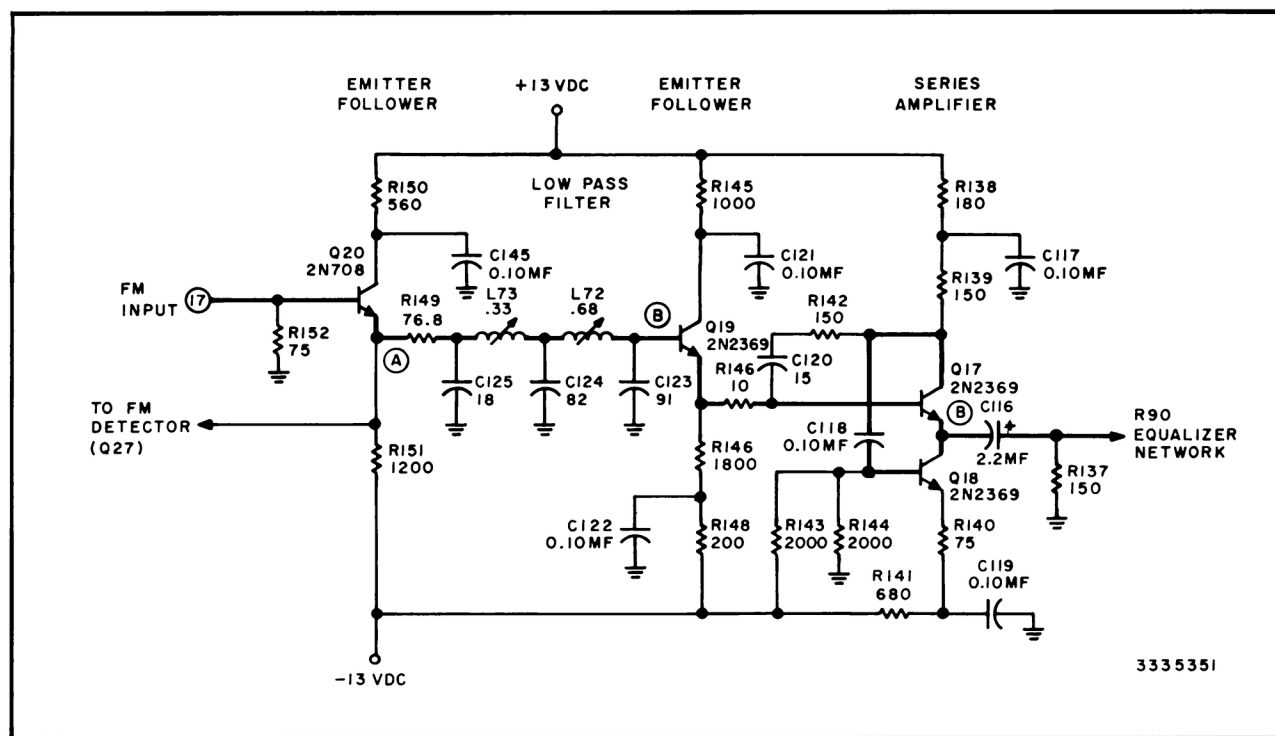 EMITTER
FOLLOWER
+13 VDC
EMITTER
FOLLOWER
SERIES
AMPLIFIER
R150
560
LOW PASS
FILTER
R145
1000
R138
180
Q20
2N708
C145
0.10MF
C121
0.10MF
C117
0.10MF
R139
150
FM
INPUT
17
R152
75
R149
76.8
L73
.33
L72
.68
B
Q19
2N2369
R142
150
C120
15
R146
10
Q17
2N2369
A
C125
18
C124
82
C123
91
B
C116
+
2.2MF
R90
EQUALIZER
NETWORK
TO FM
DETECTOR
(Q27)
R151
1200
R146
1800
C118
0.10MF
Q18
2N2369
R137
150
C122
0.10MF
R148
200
R143
2000
R144
2000
R140
75
R141
680
C119
0.10MF
-13 VDC
3335351